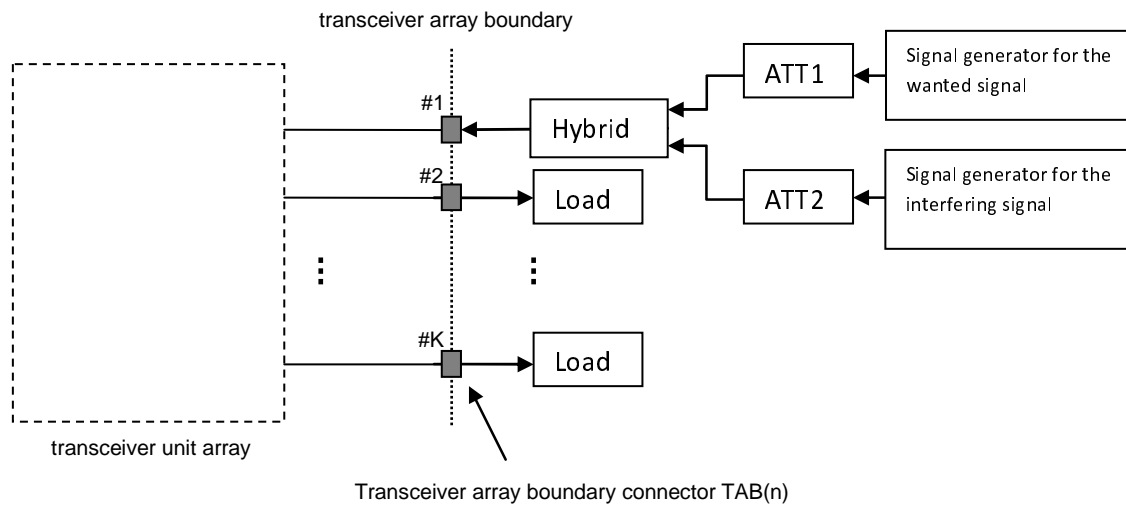 transceiver array boundary
Signal generator for the
wanted signal
ATT1
#1
Hybrid
#2
Load
ATT2
Signal generator for the
interfering signal
#K
Load
transceiver unit array
Transceiver array boundary connector TAB(n)